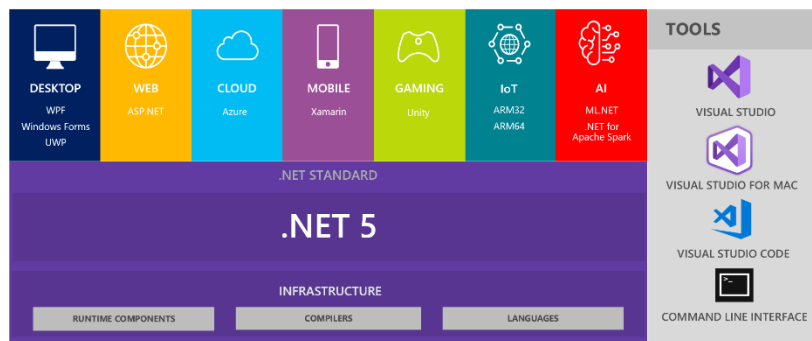 DESKTOP
WPF
Windows Forms
UWP
WEB
ASP.NET
CLOUD
Azure
MOBILE
Xamarin
GAMING
Unity
IoT
ARM32
ARM64
AI
ML.NET
.NET for
Apache Spark
.NET STANDARD
.NET 5
INFRASTRUCTURE
RUNTIME COMPONENTS
COMPILERS
LANGUAGES
TOOLS
VISUAL STUDIO
VISUAL STUDIO FOR MAC
VISUAL STUDIO CODE
>_
COMMAND LINE INTERFACE